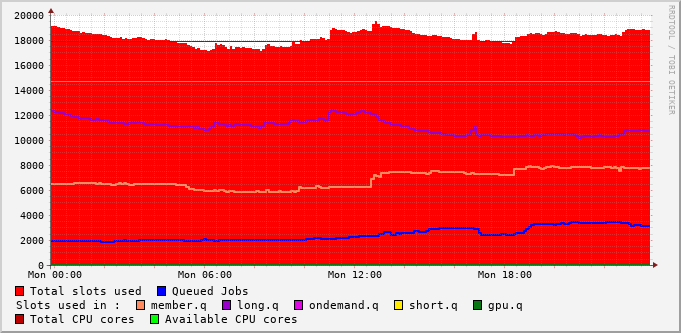 20000
18000
16000
14000
12000
10000
8000
6000
4000
2000
0
Mon 00:00 Mon 06:00 Mon 12:00 Mon 18:00
RRDTOOL / TOBI OETIKER
Total slots used Queued Jobs
Slots used in : member.q long.q ondemand.q short.q gpu.q
Total CPU cores Available CPU cores